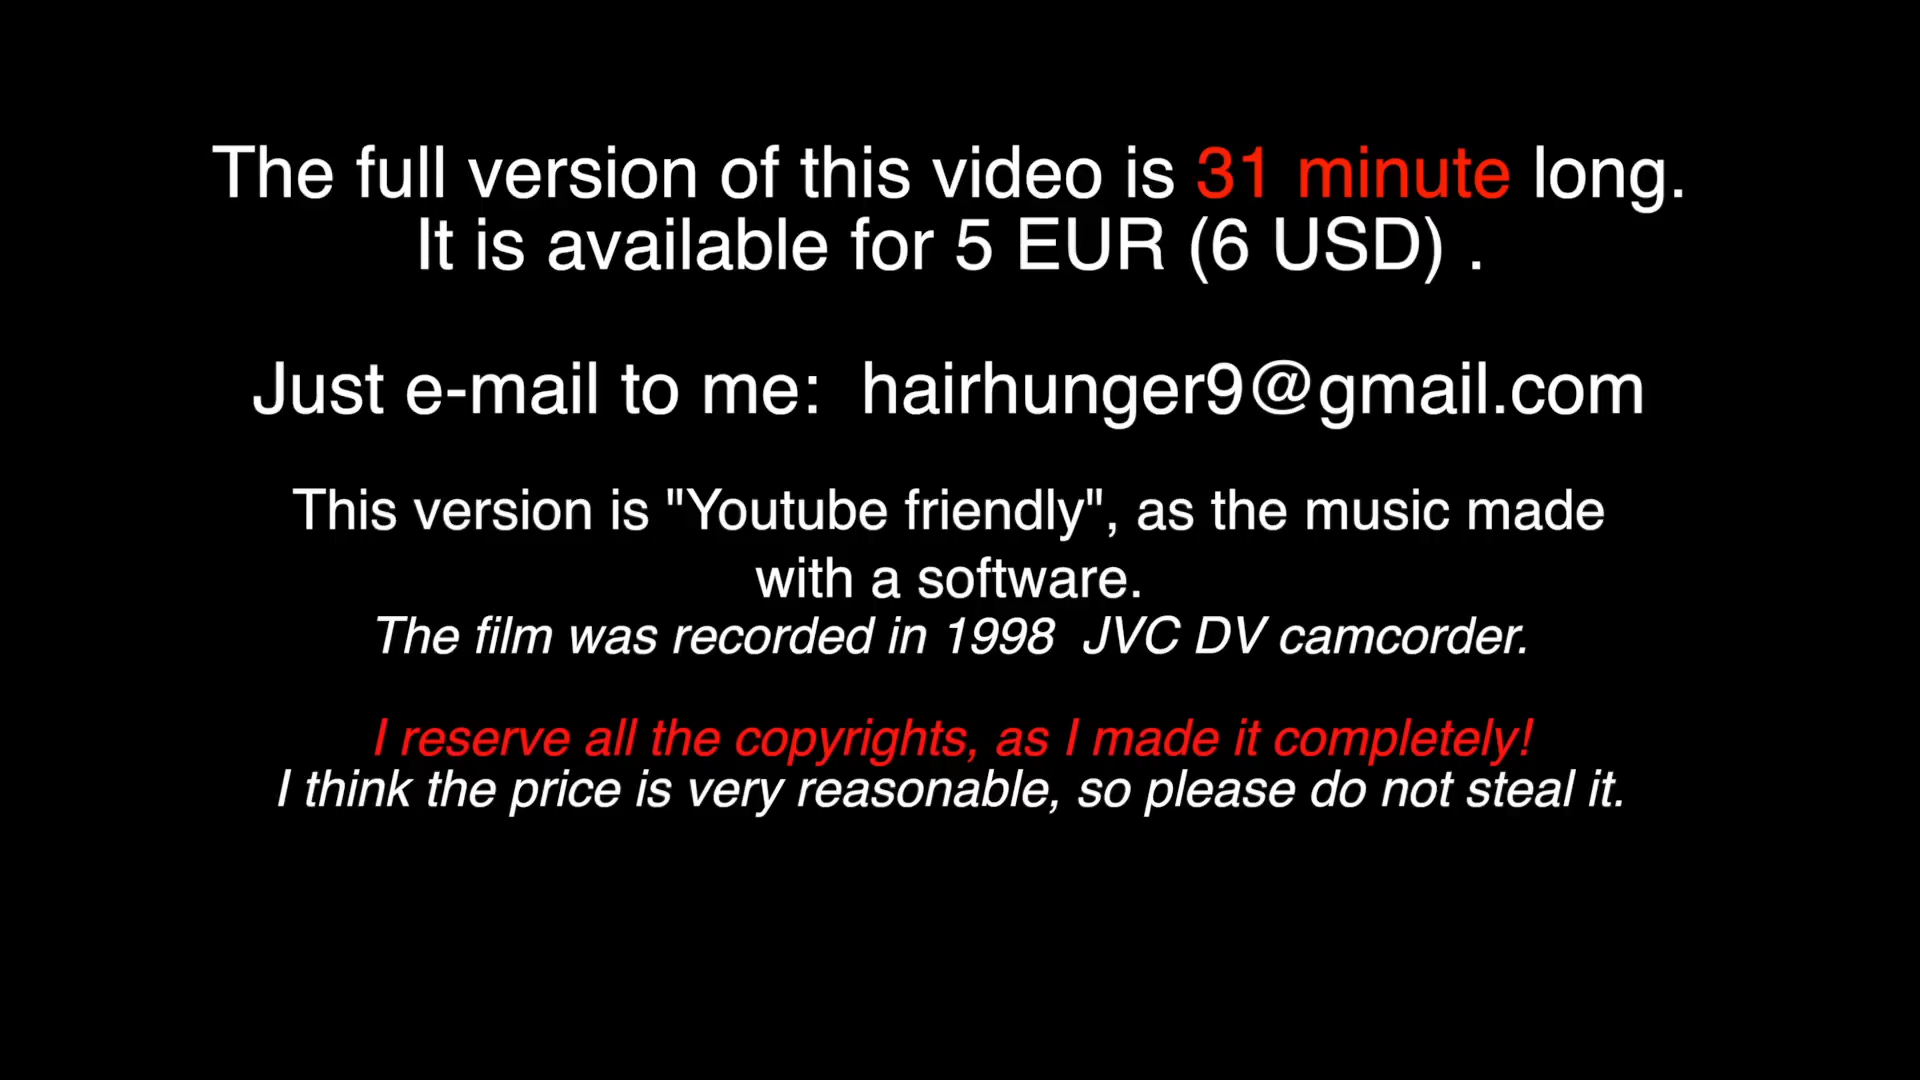 The full version of this video is 31 minute long.
It is available for 5 EUR (6 USD) .
Just e-mail to me:  hairhunger9@gmail.com
This version is "Youtube friendly", as the music made
with a software.
The film was recorded in 1998  JVC DV camcorder.
I reserve all the copyrights, as I made it completely!
I think the price is very reasonable, so please do not steal it.